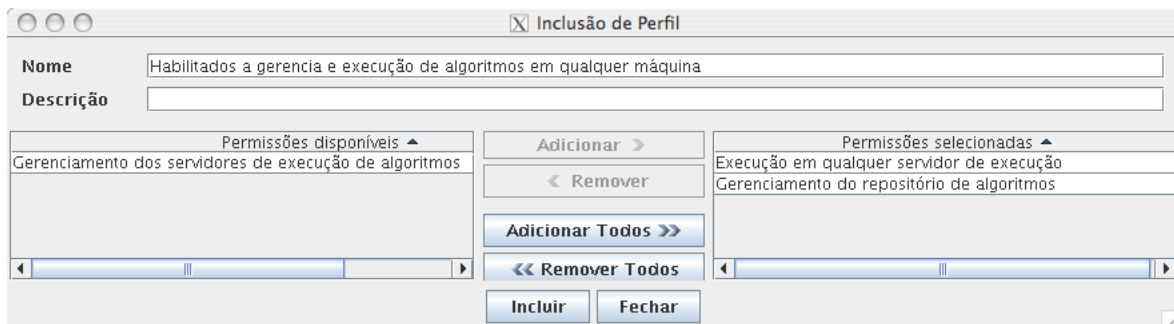 Inclusão de Perfil
Nome Habilitados a gerencia e execução de algoritmos em qualquer máquina
Descrição
Permissões disponíveis
Gerenciamento dos servidores de execução de algoritmos
Adicionar
Remover
Adicionar Todos
Remover Todos
Permissões selecionadas
Execução em qualquer servidor de execução
Gerenciamento do repositório de algoritmos
Incluir Fechar